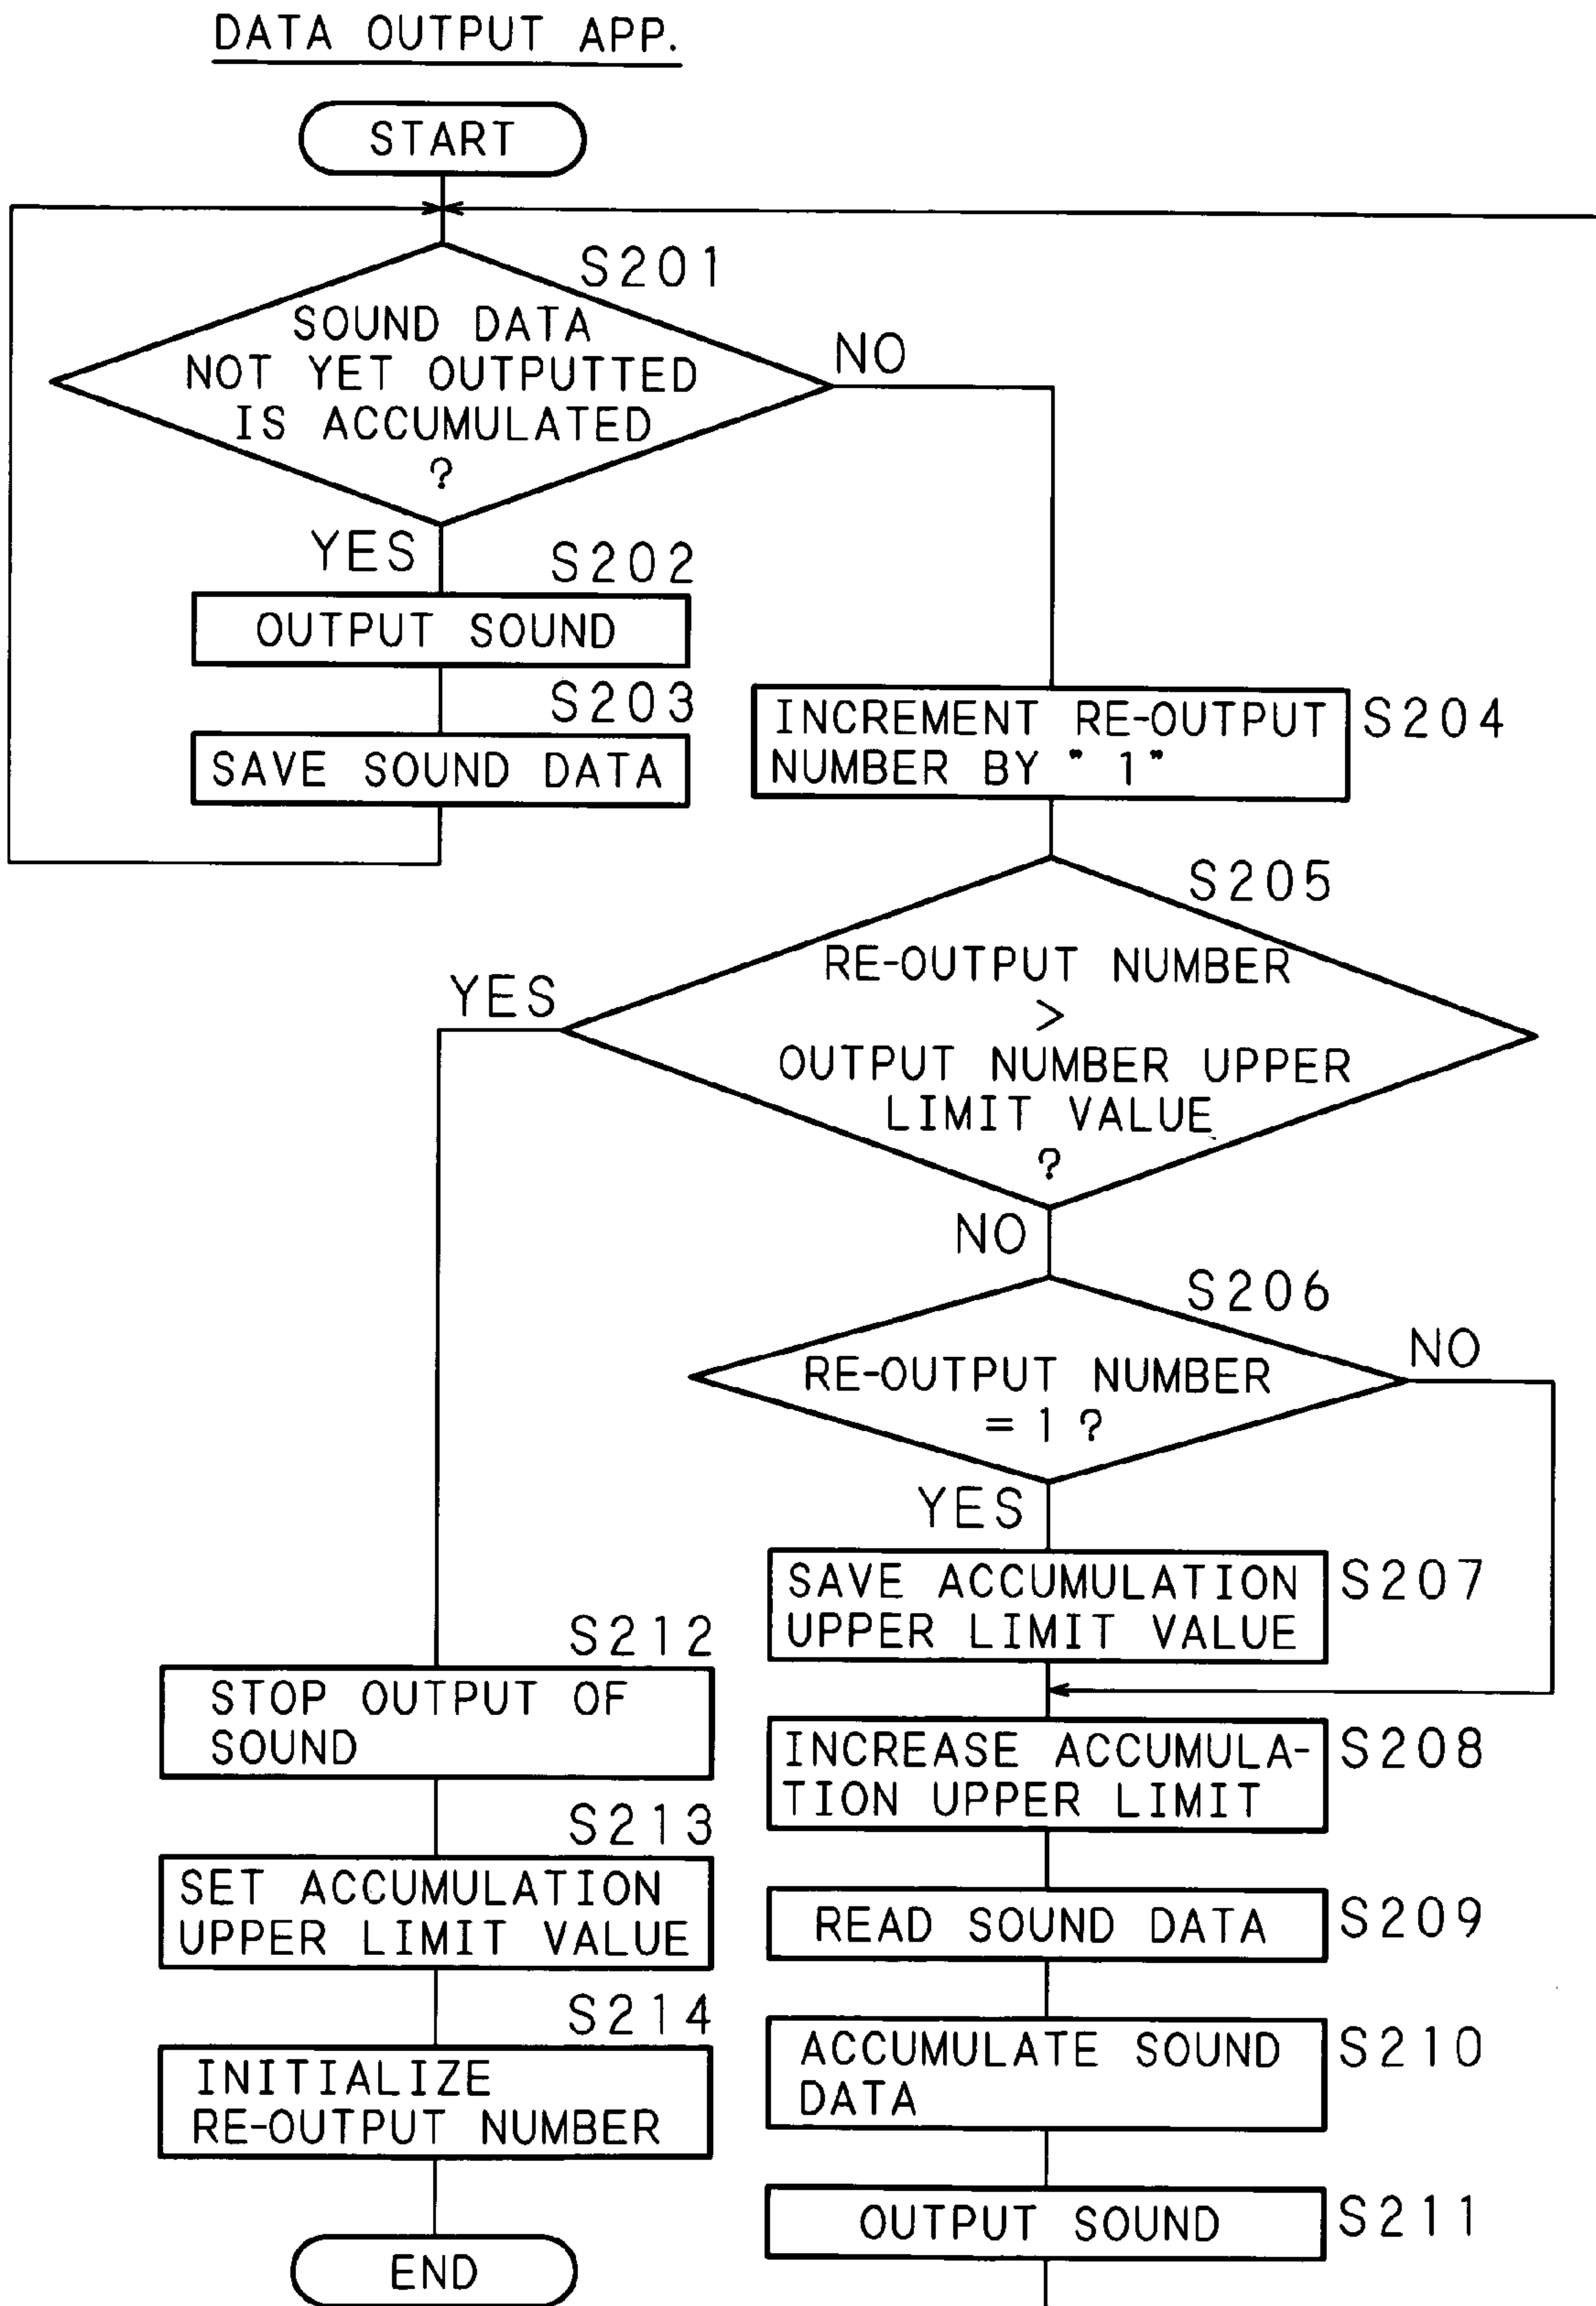 DATA OUTPUT APP.
START
S201
SOUND DATA
NOT YET OUTPUTTED
IS ACCUMULATED
?
NO
YES
S202
OUTPUT SOUND
S203
SAVE SOUND DATA
INCREMENT RE-OUTPUT
NUMBER BY " 1"
S204
S205
RE-OUTPUT NUMBER
>
OUTPUT NUMBER UPPER
LIMIT VALUE
?
YES
NO
S206
RE-OUTPUT NUMBER
= 1 ?
NO
YES
SAVE ACCUMULATION
UPPER LIMIT VALUE
S207
INCREASE ACCUMULA-
TION UPPER LIMIT
S208
READ SOUND DATA
S209
ACCUMULATE SOUND
DATA
S210
OUTPUT SOUND
S211
S212
STOP OUTPUT OF
SOUND
S213
SET ACCUMULATION
UPPER LIMIT VALUE
S214
INITIALIZE
RE-OUTPUT NUMBER
END